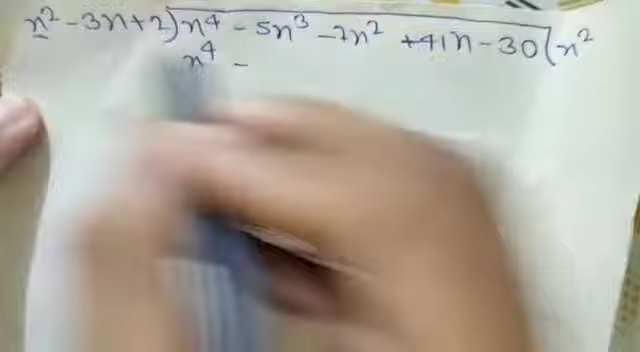 x² - 3x + 2) x⁴ - 5x³ - 7x² + 41x - 30 (x²
x⁴ -